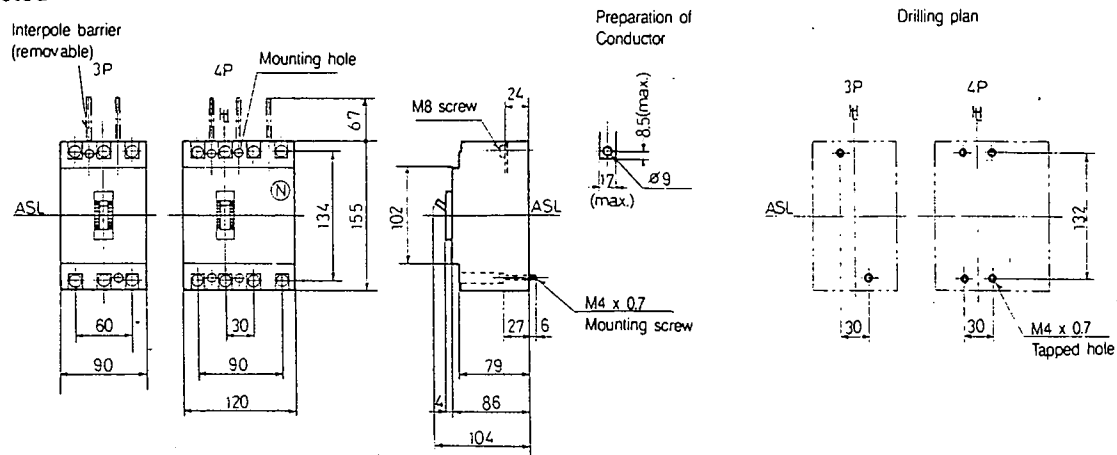 Interpole barrier
(removable)
3P
4P
Mounting hole
67
N
ASL
134
155
60
30
90
90
120
24
M8 screw
102
ASL
M4 x 0.7
Mounting screw
27
6
79
4
86
104
Preparation of
Conductor
8.5(max.)
17
(max.)
ø9
Drilling plan
3P
4P
ASL
132
30
30
M4 x 0.7
Tapped hole